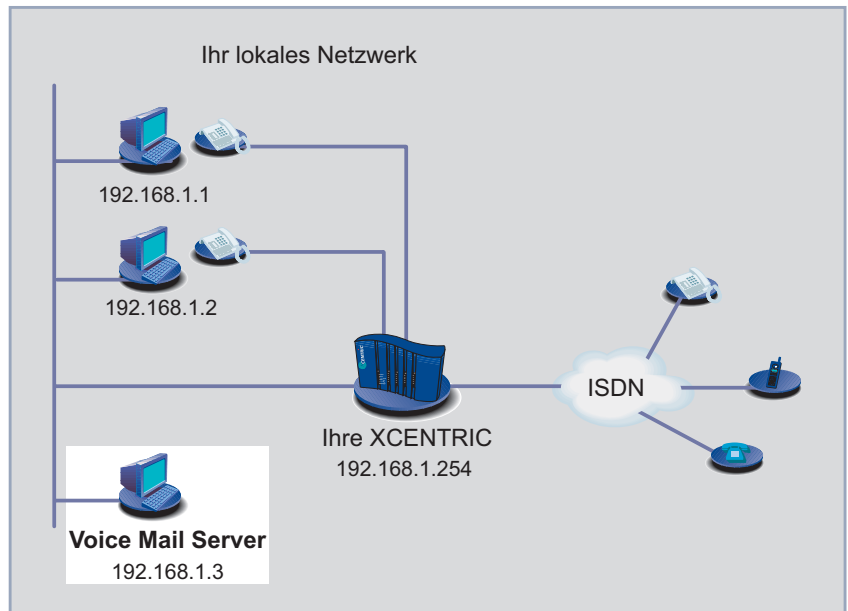 Ihr lokales Netzwerk
192.168.1.1
192.168.1.2
ISDN
Ihre XCENTRIC
192.168.1.254
Voice Mail Server
192.168.1.3